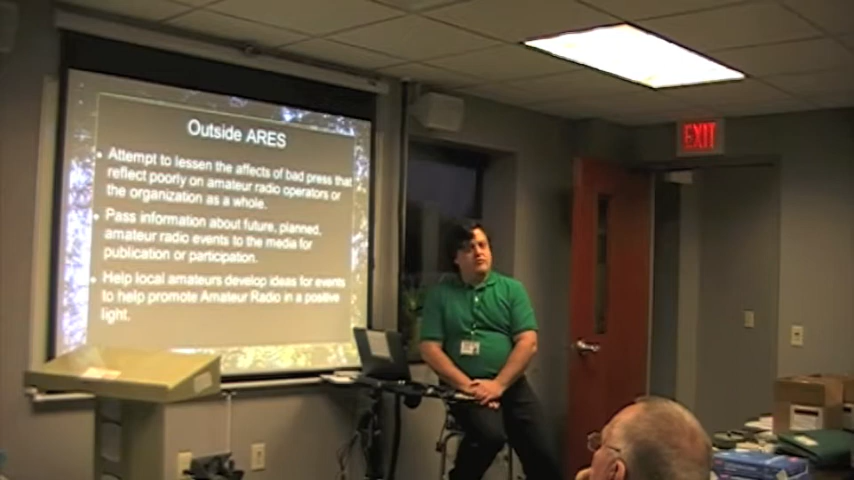 Outside ARES
Attempt to lessen the affects of bad press that
reflect poorly on amateur radio operators or
the organization as a whole.
Pass information about future, planned,
amateur radio events to the media for
publication or participation.
Help local amateurs develop ideas for events
to help promote Amateur Radio in a positive
light.
EXIT